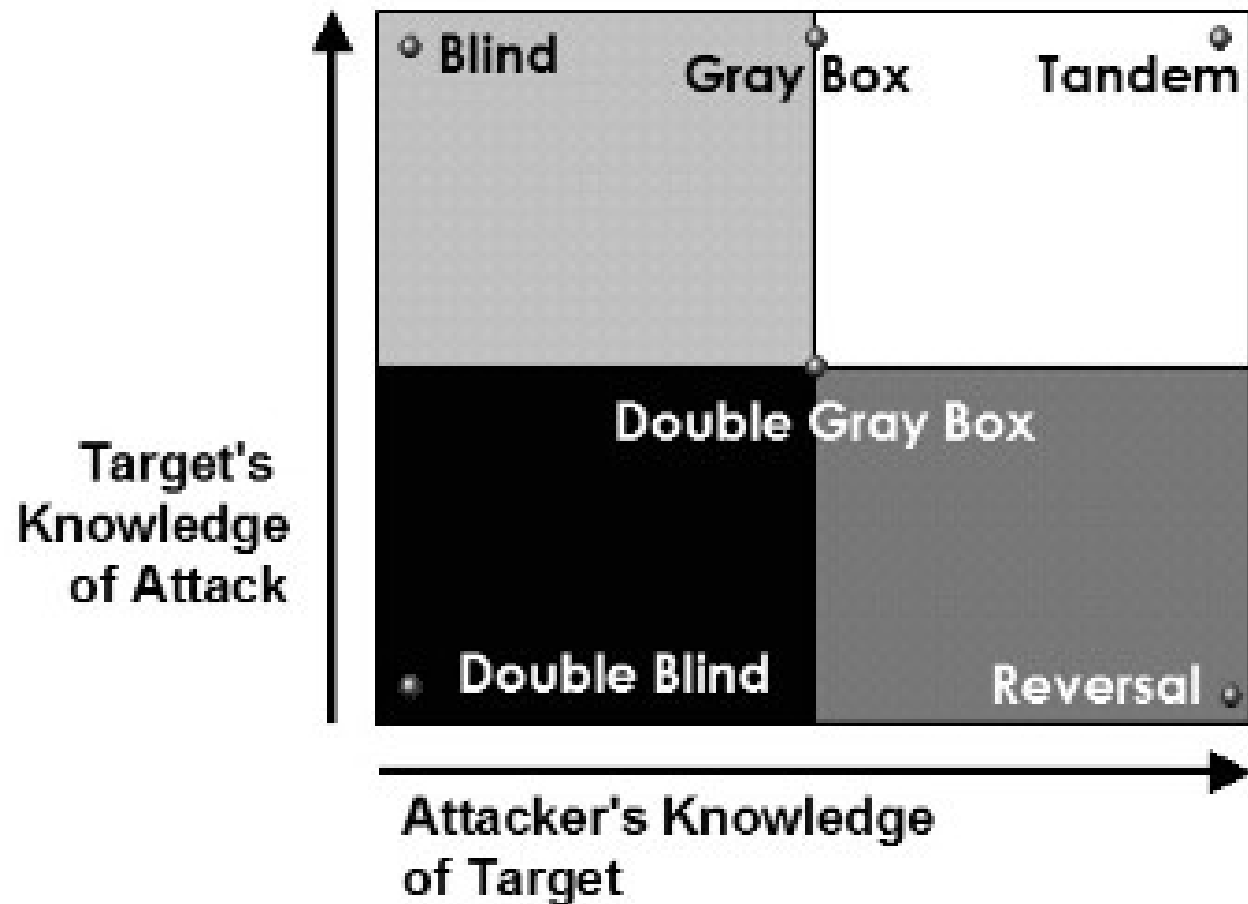 Blind
Gray Box
Tandem
Double Gray Box
Target's
Knowledge
of Attack
Double Blind
Reversal
Attacker's Knowledge
of Target